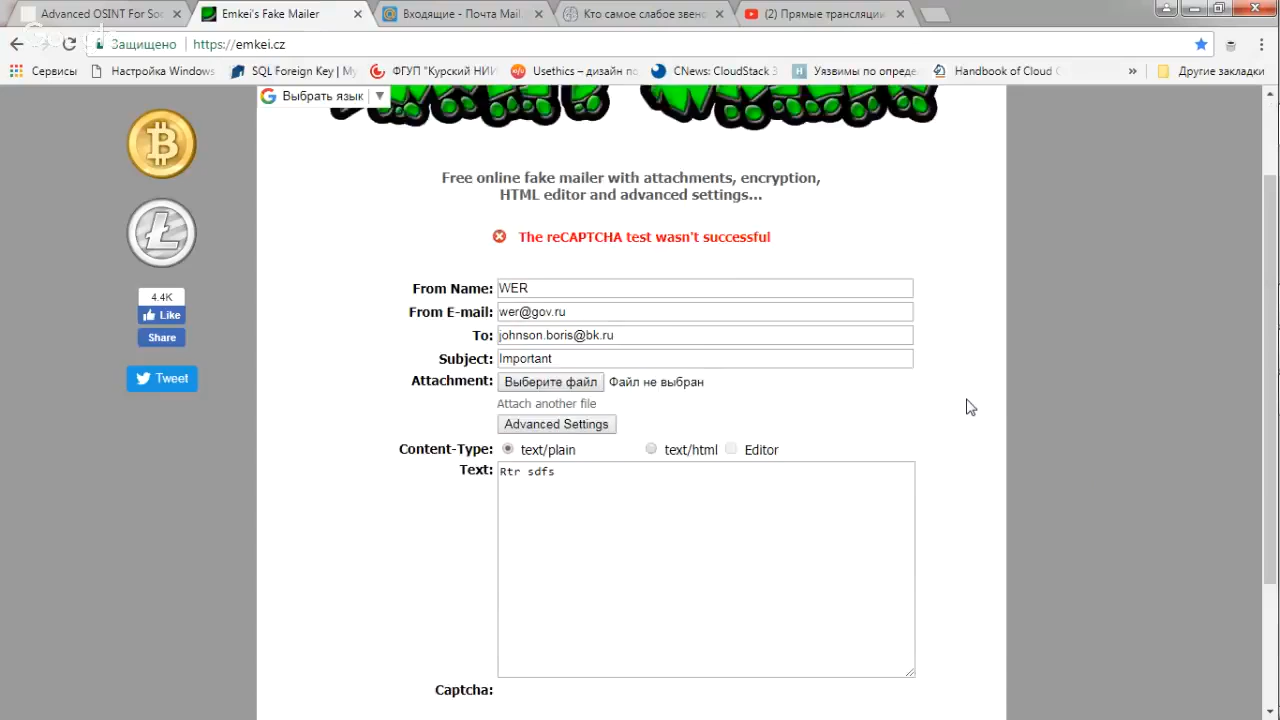 Advanced OSINT For Soc
Emkei's Fake Mailer
Входящие - Почта Mail.
Кто самое слабое звено
(2) Прямые трансляции
Защищено
https://emkei.cz
Сервисы
Настройка Windows
SQL Foreign Key | My
ФГУП "Курский НИИ
Usethics – дизайн по
CNews: CloudStack 3
Уязвимы по опреде
Handbook of Cloud C
»
Другие закладки
Выбрать язык ▼
Free online fake mailer with attachments, encryption,
HTML editor and advanced settings...
The reCAPTCHA test wasn't successful
4.4K
Like
Share
Tweet
From Name: WER
From E-mail: wer@gov.ru
To: johnson.boris@bk.ru
Subject: Important
Attachment: Выберите файл Файл не выбран
Attach another file
Advanced Settings
Content-Type: text/plain text/html Editor
Text: Rtr sdfs
Captcha: